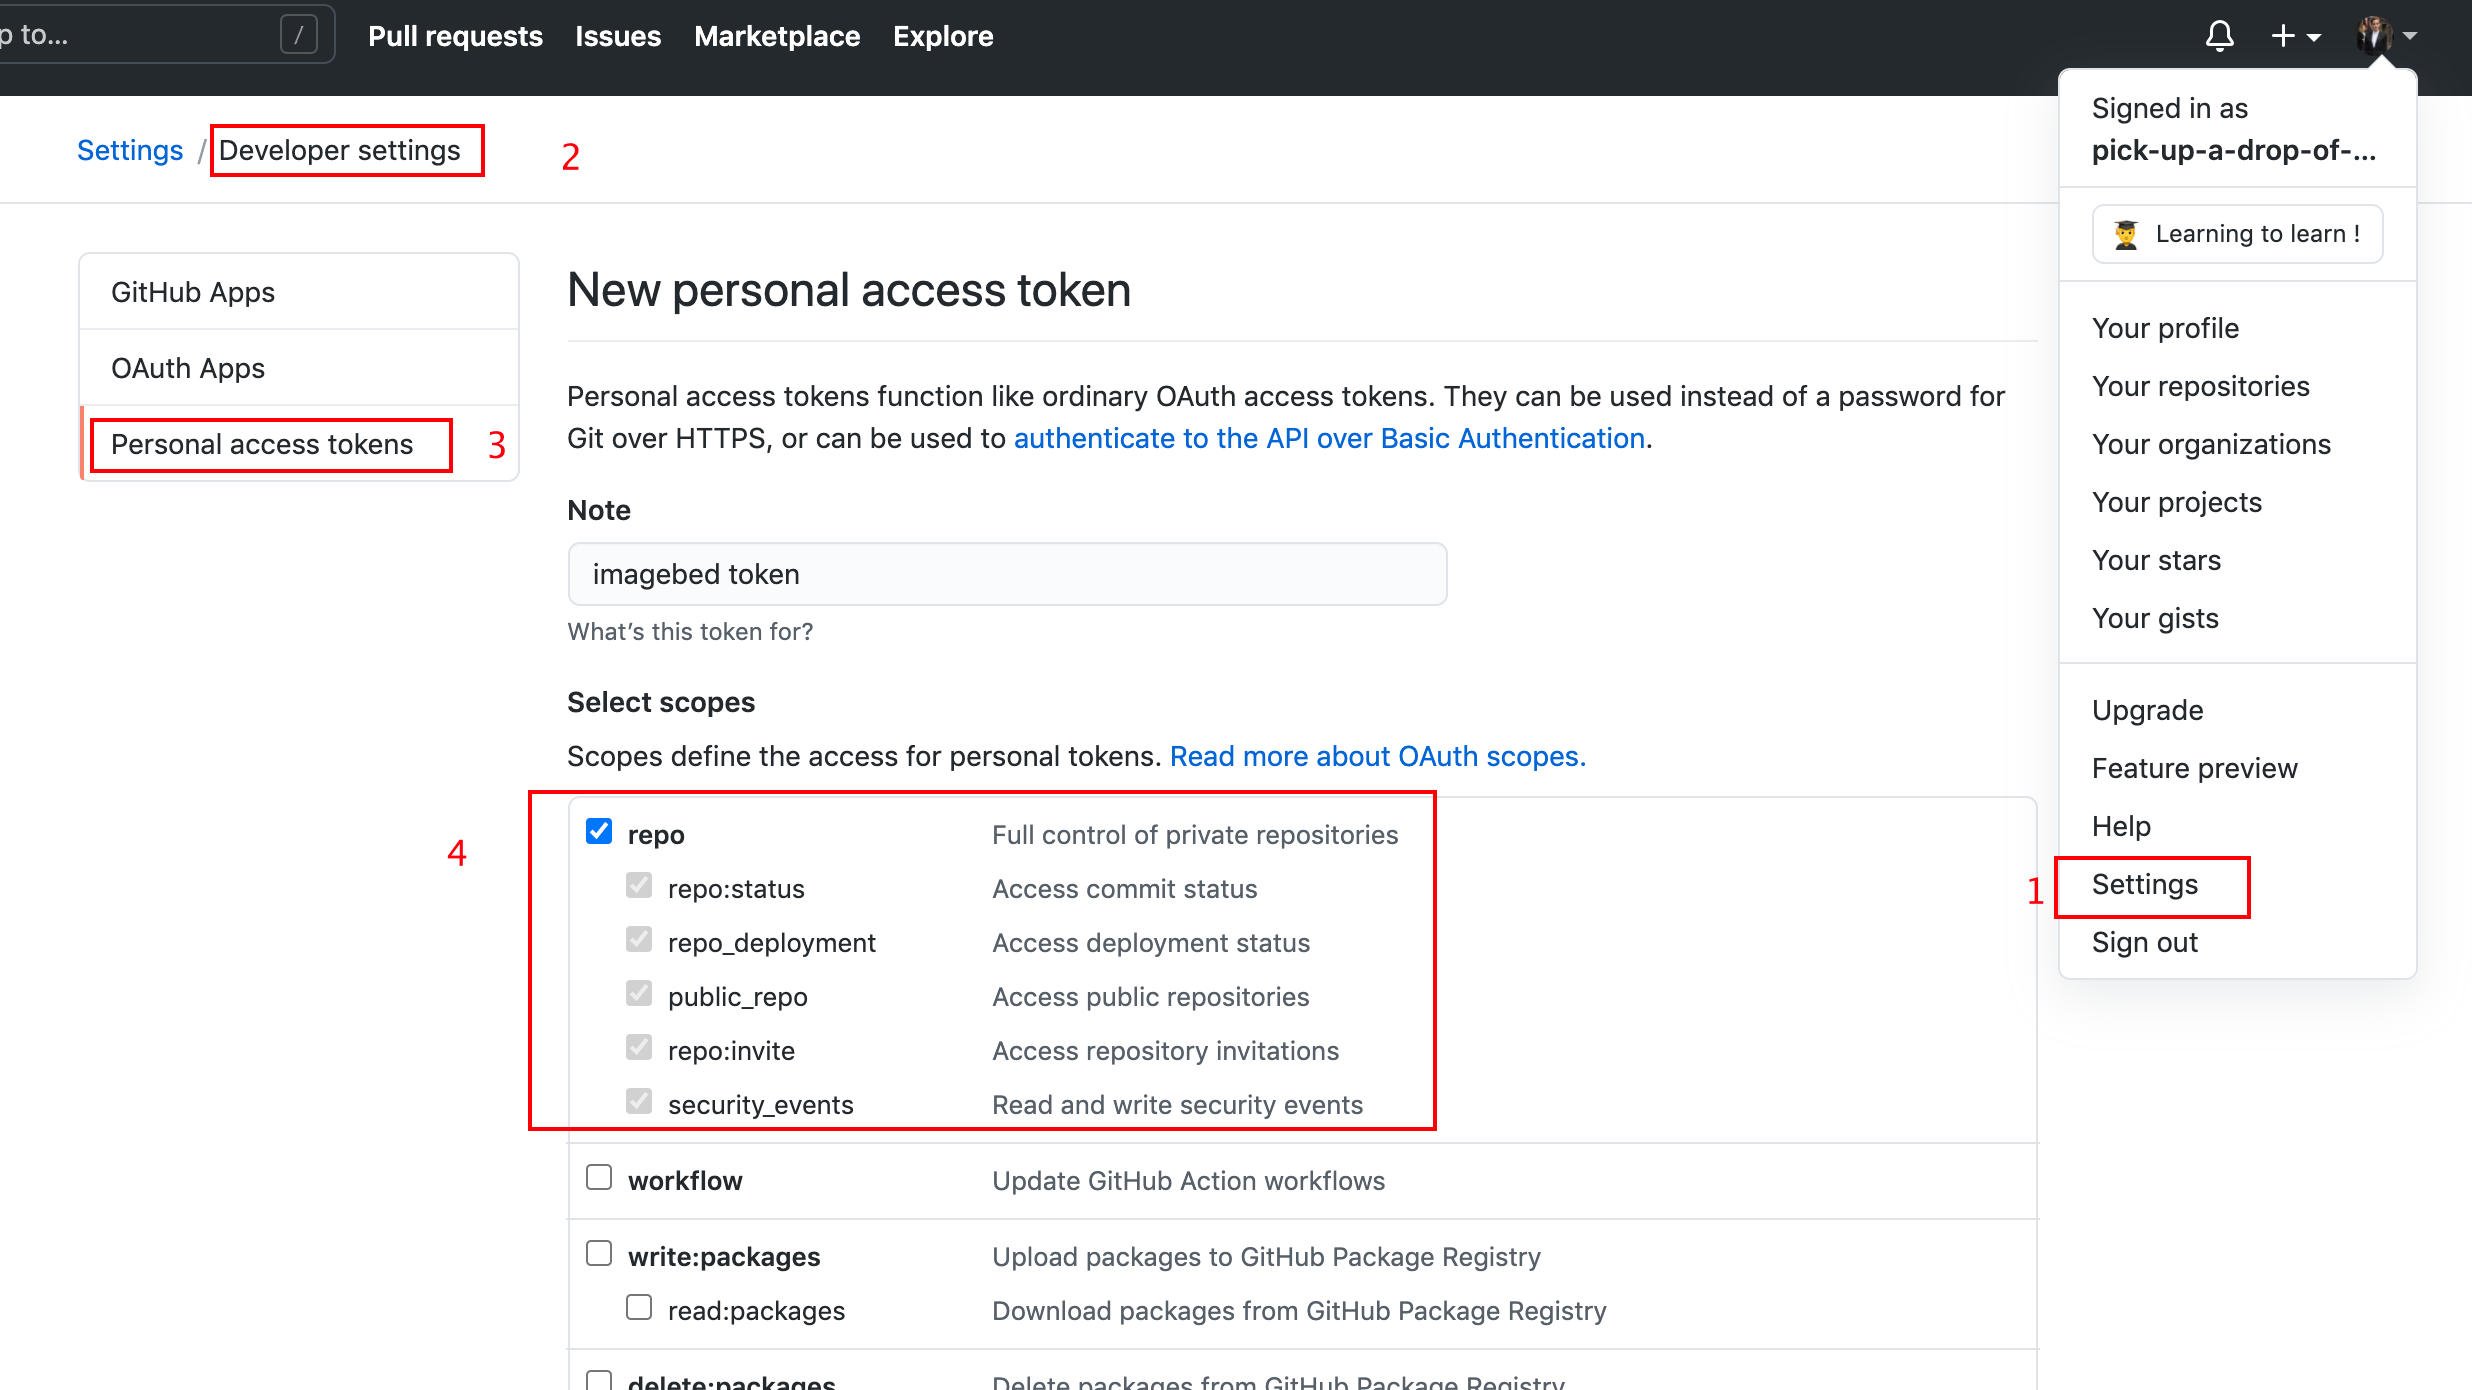 p to...
/
Pull requests
Issues
Marketplace
Explore
Settings / Developer settings
2
GitHub Apps
OAuth Apps
Personal access tokens
3
New personal access token
Personal access tokens function like ordinary OAuth access tokens. They can be used instead of a password for
Git over HTTPS, or can be used to authenticate to the API over Basic Authentication.
Note
imagebed token
What's this token for?
Select scopes
Scopes define the access for personal tokens. Read more about OAuth scopes.
4
repo Full control of private repositories
repo:status Access commit status
repo_deployment Access deployment status
public_repo Access public repositories
repo:invite Access repository invitations
security_events Read and write security events
workflow Update GitHub Action workflows
write:packages Upload packages to GitHub Package Registry
read:packages Download packages from GitHub Package Registry
delete:packages Delete packages from GitHub Package Registry
Signed in as
pick-up-a-drop-of-...
Learning to learn !
Your profile
Your repositories
Your organizations
Your projects
Your stars
Your gists
Upgrade
Feature preview
Help
1
Settings
Sign out